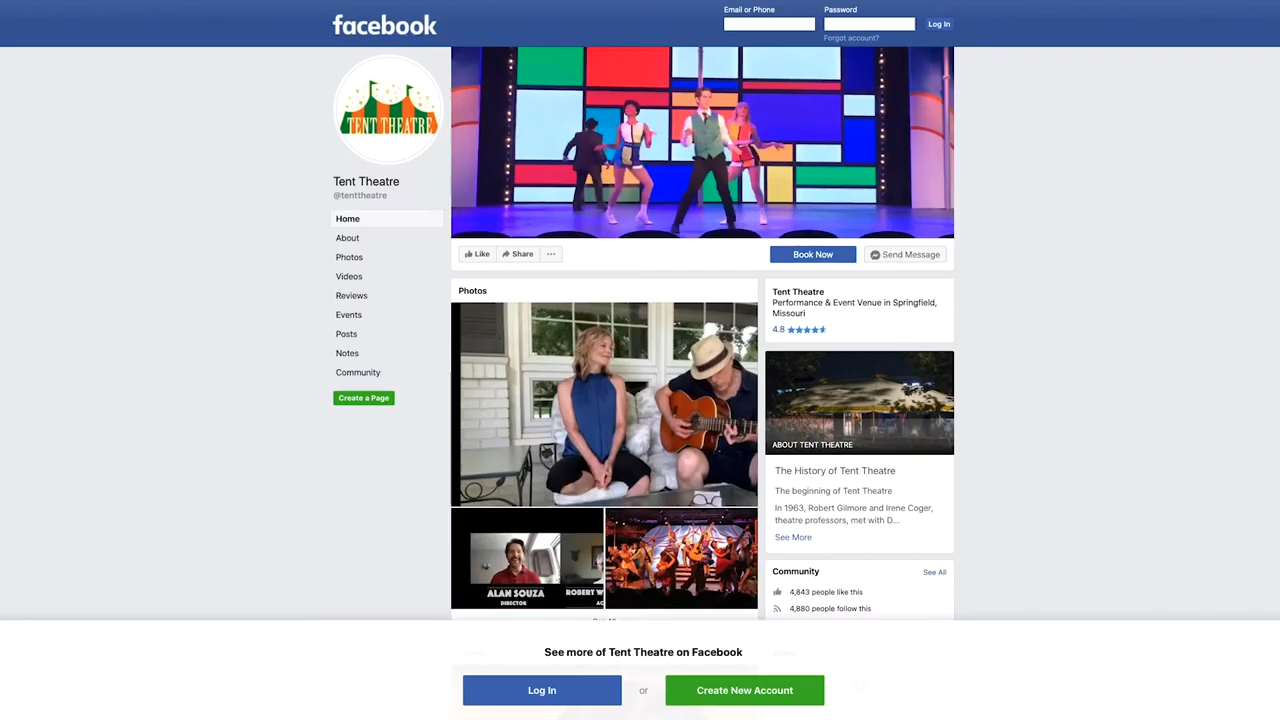 facebook
Email or Phone
Password
Log In
Forgot account?
TENT THEATRE
Tent Theatre
@tenttheatre
Home
About
Photos
Videos
Reviews
Events
Posts
Notes
Community
Create a Page
Like
Share
Book Now
Send Message
Photos
ALAN SOUZA
DIRECTOR
ROBERT W
AC
Tent Theatre
Performance & Event Venue in Springfield,
Missouri
4.8
ABOUT TENT THEATRE
The History of Tent Theatre
The beginning of Tent Theatre
In 1963, Robert Gilmore and Irene Coger,
theatre professors, met with D...
See More
Community
See All
4,843 people like this
4,880 people follow this
See more of Tent Theatre on Facebook
Log In
or
Create New Account